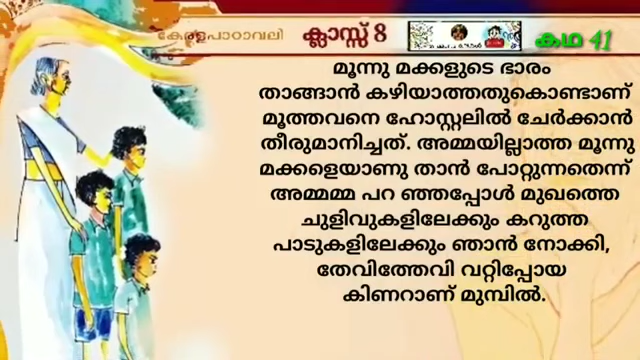 കേരളപാഠാവലി ക്ലാസ്സ് 8 കഥ 41
മൂന്നു മക്കളുടെ ഭാരം
താങ്ങാൻ കഴിയാത്തതുകൊണ്ടാണ്
മൂത്തവനെ ഹോസ്റ്റലിൽ ചേർക്കാൻ
തീരുമാനിച്ചത്. അമ്മയില്ലാത്ത മൂന്നു
മക്കളെയാണു താൻ പോറ്റുന്നതെന്ന്
അമ്മമ്മ പറ ഞ്ഞപ്പോൾ മുഖത്തെ
ചുളിവുകളിലേക്കും കറുത്ത
പാടുകളിലേക്കും ഞാൻ നോക്കി,
തേവിത്തേവി വറ്റിപ്പോയ
കിണറാണ് മുമ്പിൽ.